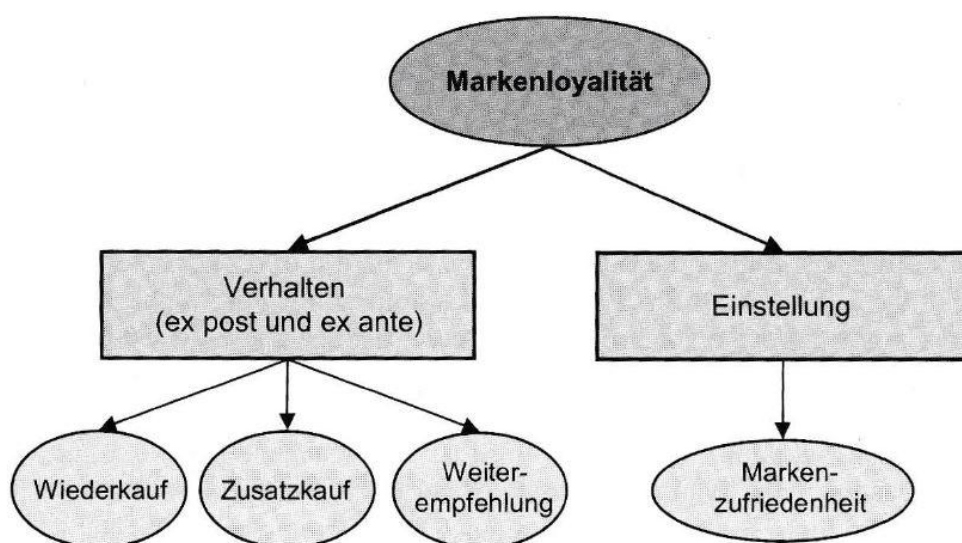 Markenloyalität
Verhalten
(ex post und ex ante)
Einstellung
Wiederkauf
Zusatzkauf
Weiter-
empfehlung
Marken-
zufriedenheit